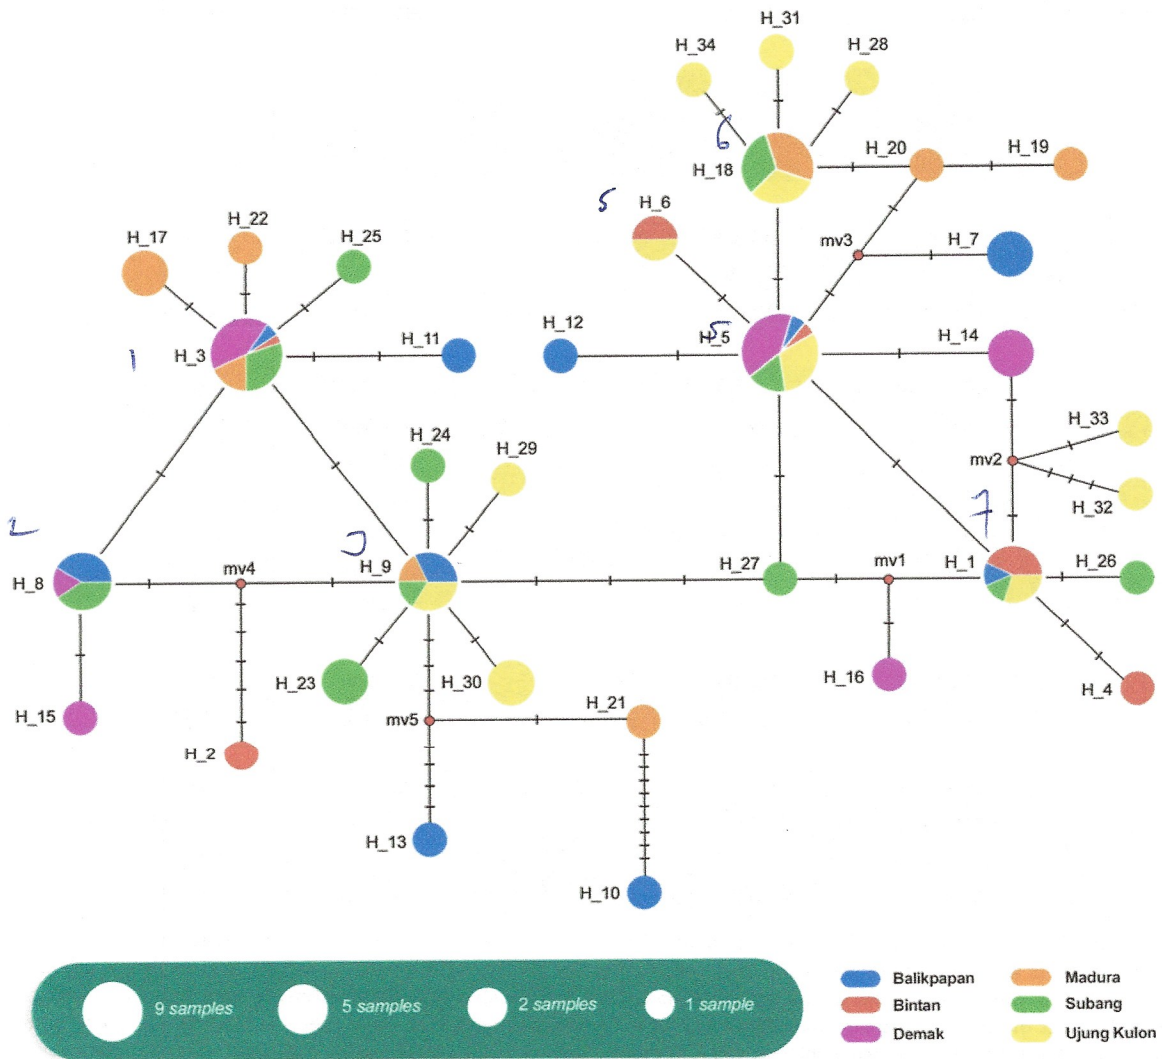 H_31
H_34
H_28
6
H_18
H_20
H_19
5
H_6
H_22
H_17
H_25
mv3
H_7
H_12
H_11
1
H_3
5
H_5
H_14
H_24
H_29
H_33
mv2
H_32
2
7
H_8
mv4
H_9
H_27
mv1
H_1
H_26
H_23
H_30
H_16
H_4
H_15
H_2
mv5
H_21
H_13
H_10
9 samples
5 samples
2 samples
1 sample
Balikpapan
Madura
Bintan
Subang
Demak
Ujung Kulon